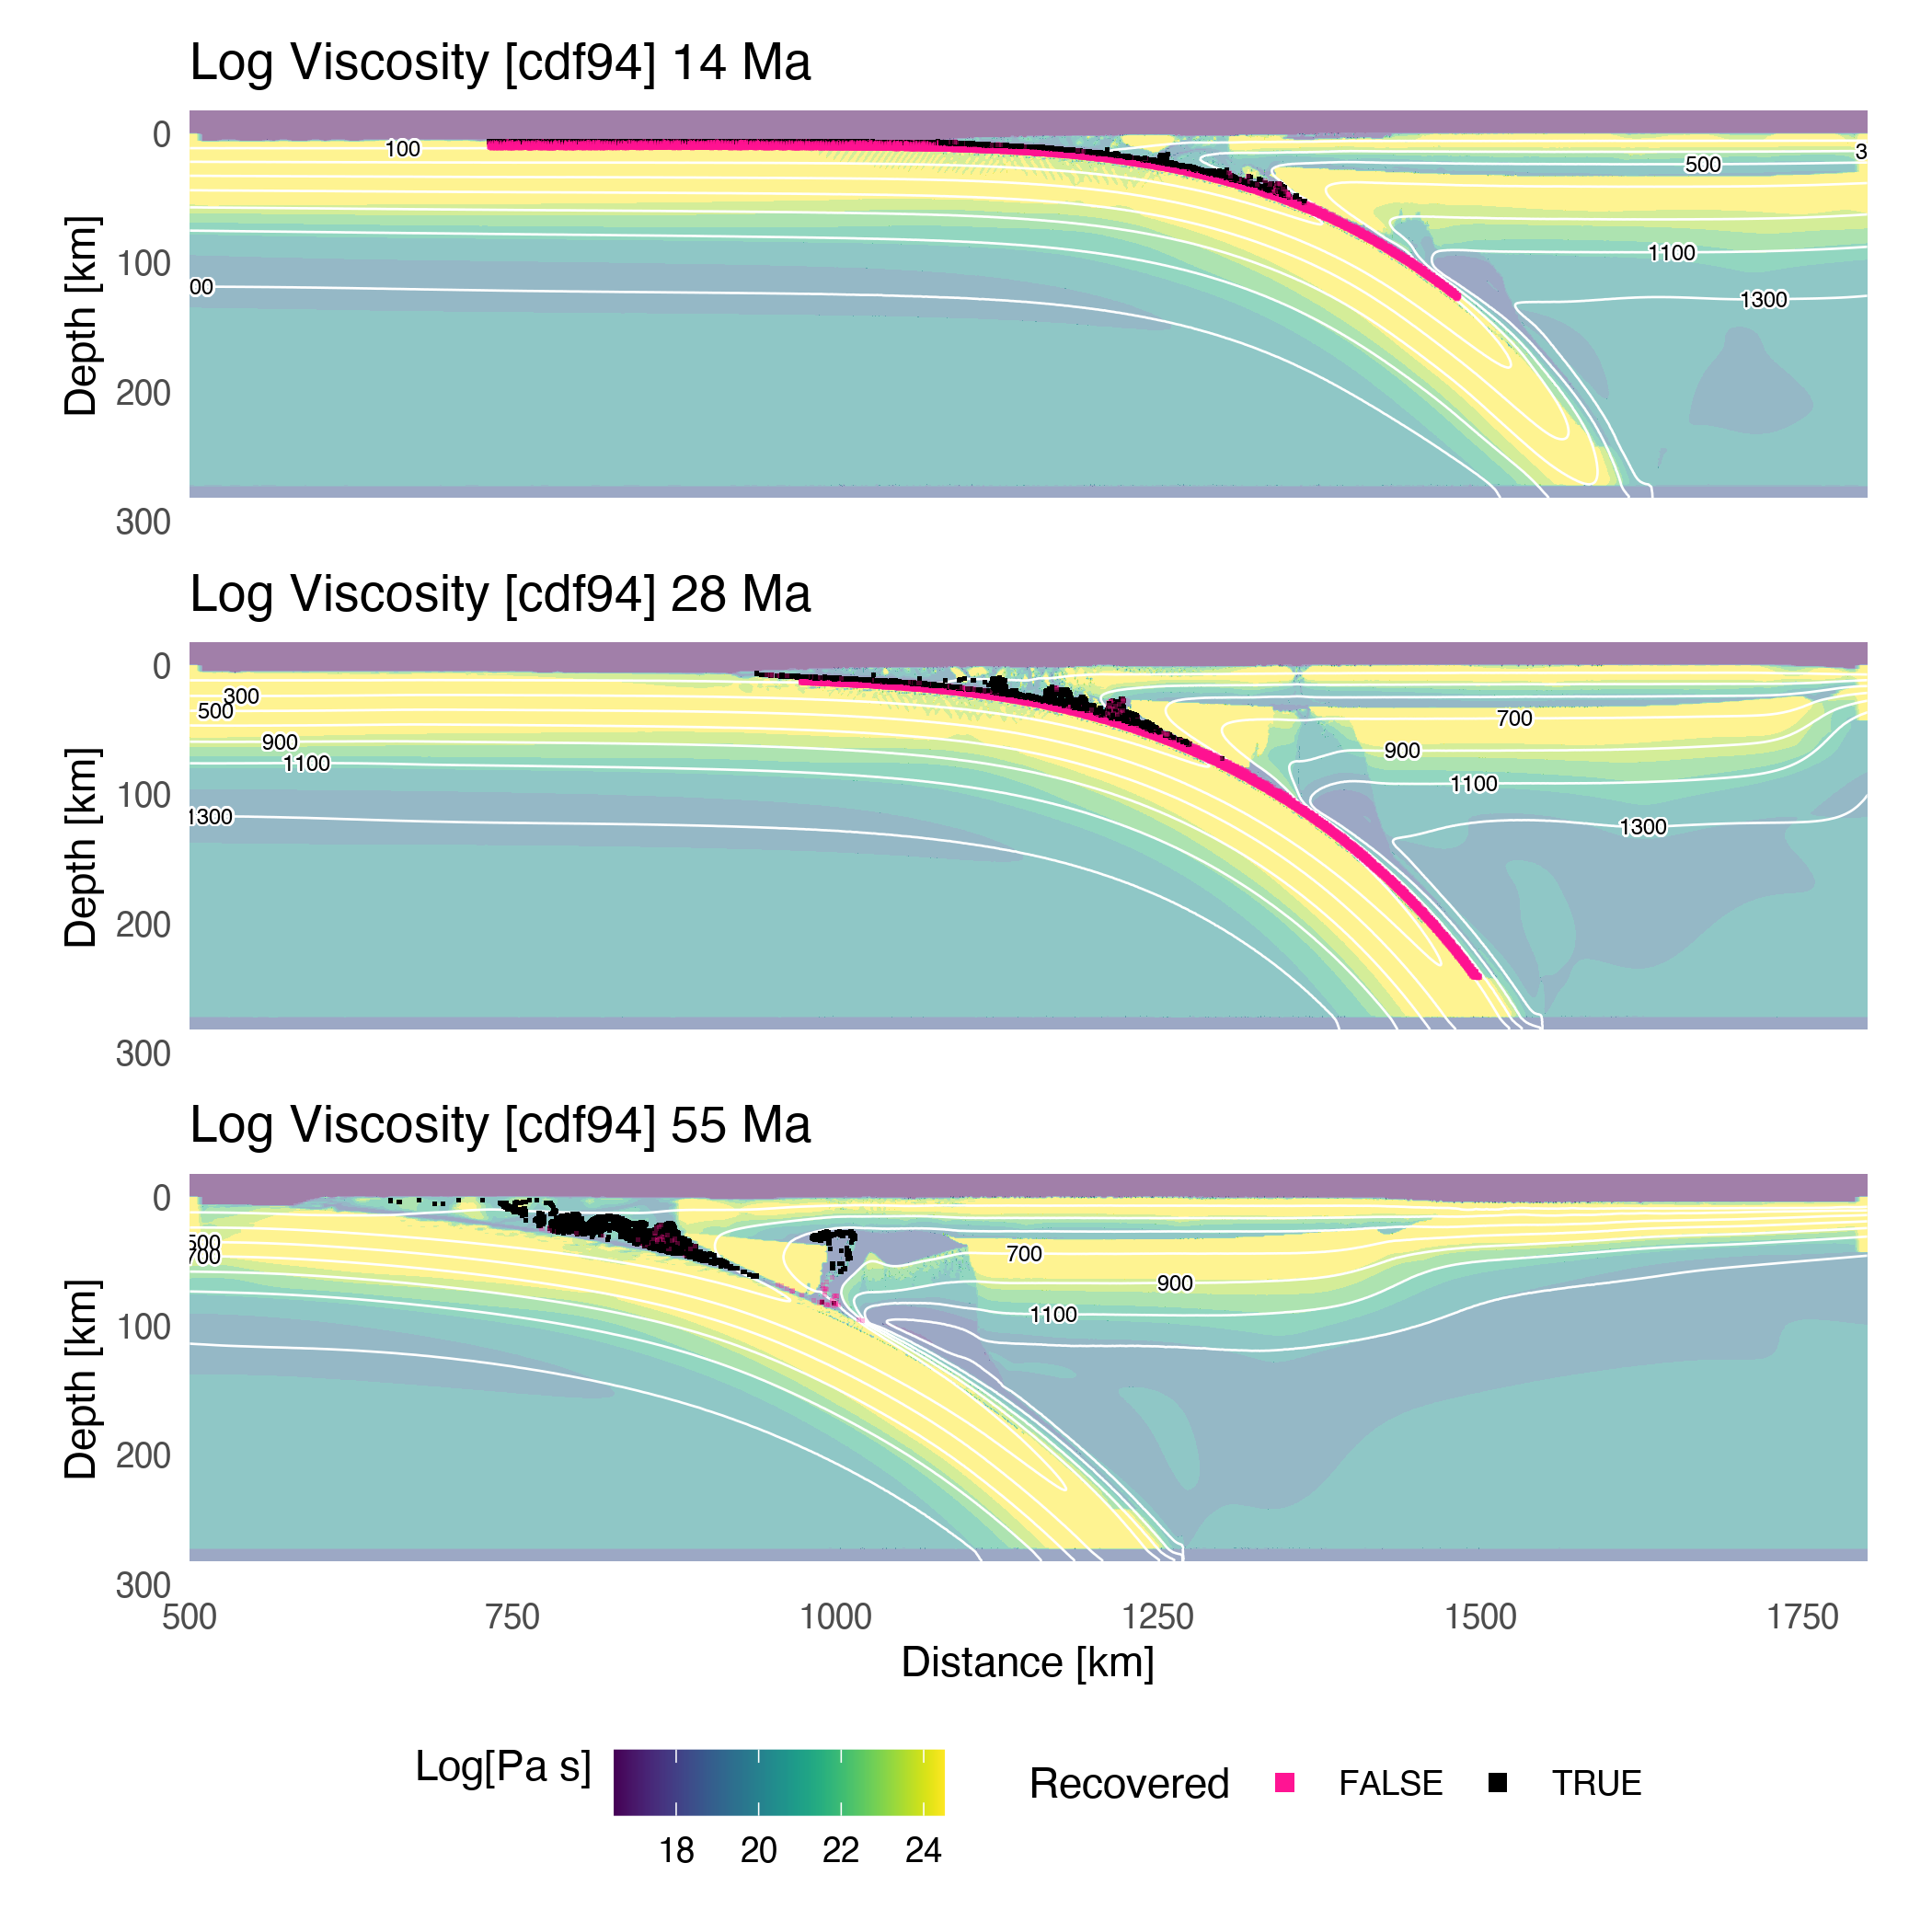 Log Viscosity [cdf94] 14 Ma
0
100
200
300
Depth [km]
100
500
3
1100
1300
00
Log Viscosity [cdf94] 28 Ma
0
100
200
300
Depth [km]
300
500
900
1100
1300
700
900
1100
1300
Log Viscosity [cdf94] 55 Ma
0
100
200
300
Depth [km]
500
700
700
900
1100
500 750 1000 1250 1500 1750
Distance [km]
Log[Pa s]
18 20 22 24
Recovered FALSE TRUE